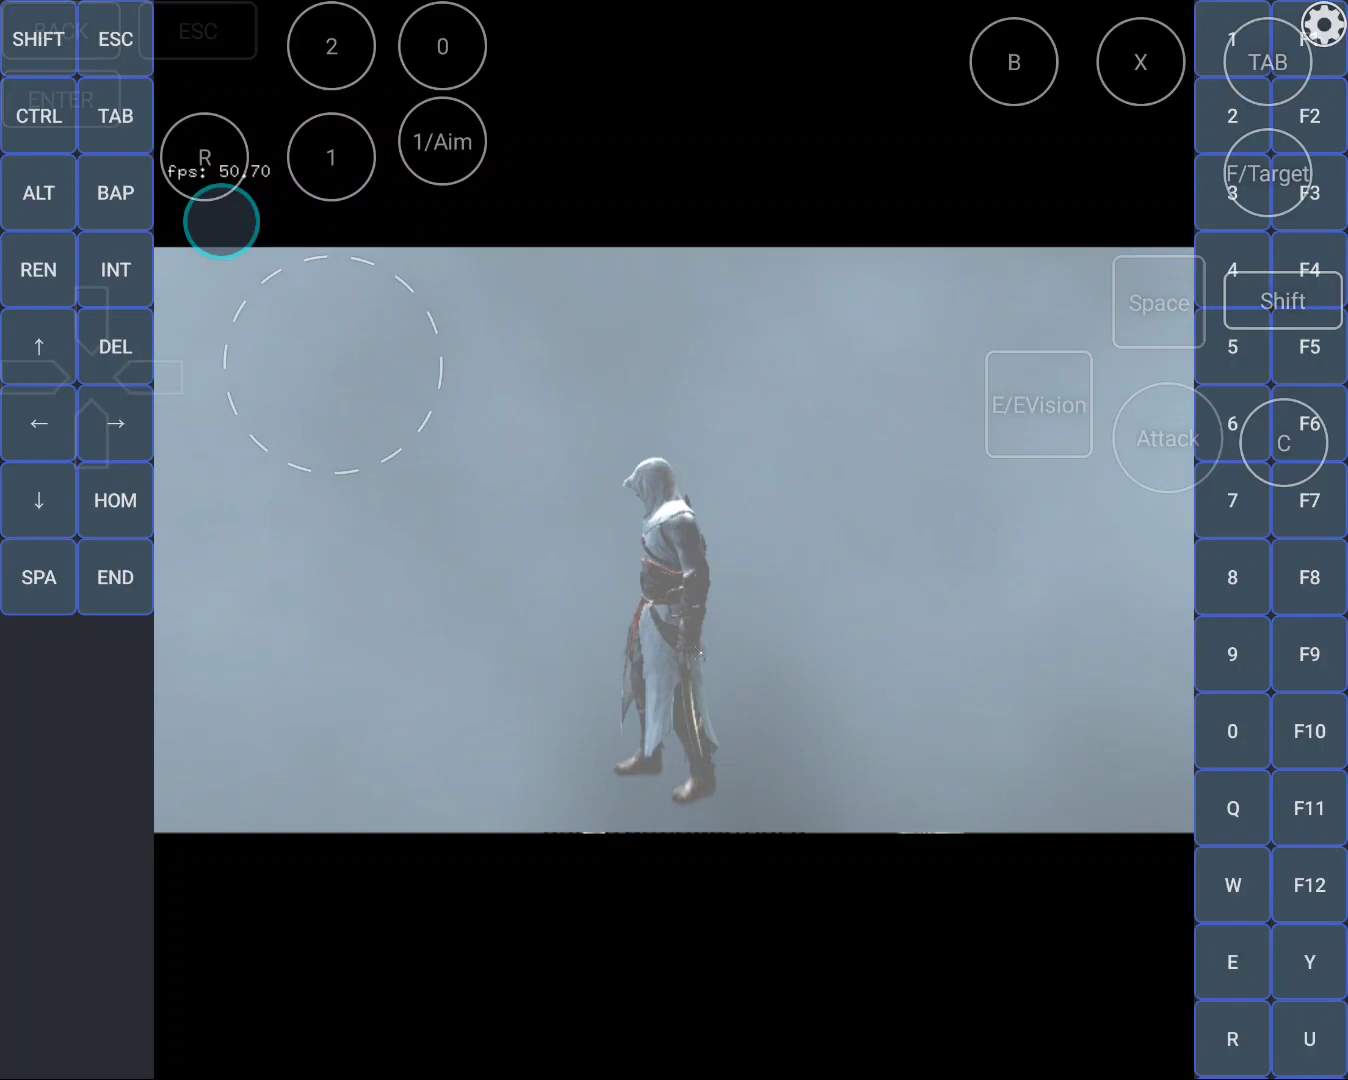 SHIFT ESC
CTRL TAB
ALT BAP
REN INT
↑ DEL
← →
↓ HOM
SPA END
BACK
ESC
ENTER
2 0
R 1 1/Aim
fps: 50.70
B X TAB
F/Target
Space Shift
E/EVision Attack C
1
2 F2
3 F3
4 F4
5 F5
6 F6
7 F7
8 F8
9 F9
0 F10
Q F11
W F12
E Y
R U